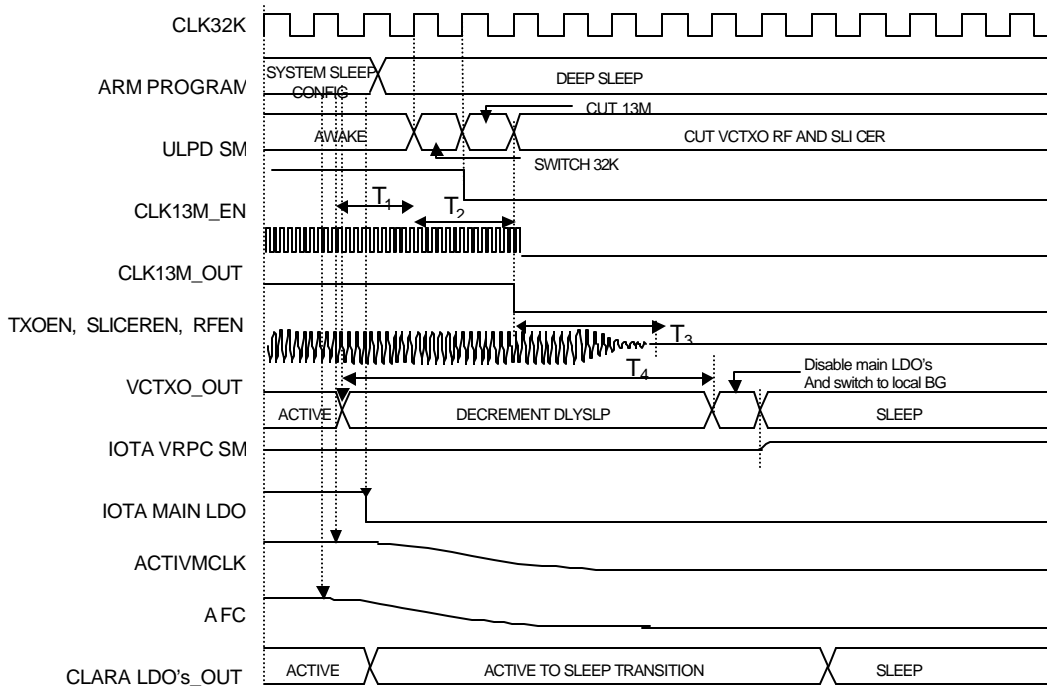 CLK32K
ARM PROGRAM
SYSTEM SLEEP
CONFIG
DEEP SLEEP
CUT 13M
ULPD SM
AWAKE
CUT VCTXO RF AND SLI CER
SWITCH 32K
CLK13M_EN
T1
T2
CLK13M_OUT
TXOEN, SLICEREN, RFEN
T3
VCTXO_OUT
T4
Disable main LDO's
And switch to local BG
ACTIVE
DECREMENT DLYSLP
SLEEP
IOTA VRPC SM
IOTA MAIN LDO
ACTIVMCLK
A FC
CLARA LDO's_OUT
ACTIVE
ACTIVE TO SLEEP TRANSITION
SLEEP